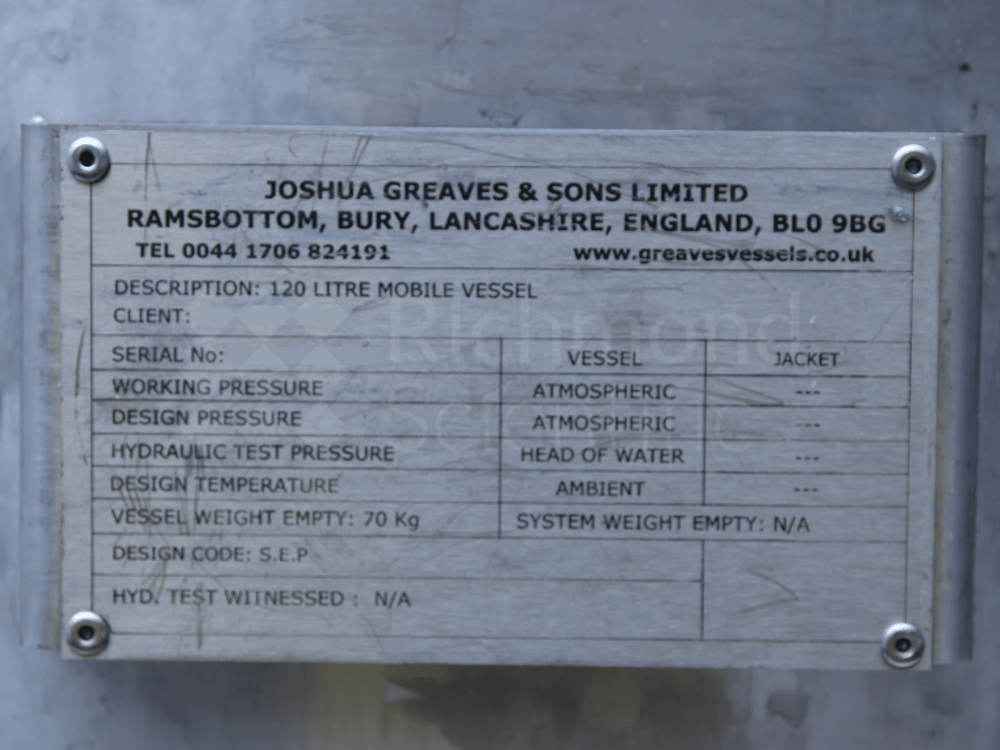 JOSHUA GREAVES & SONS LIMITED
RAMSBOTTOM, BURY, LANCASHIRE, ENGLAND, BL0 9BG
TEL 0044 1706 824191 www.greavesvessels.co.uk
DESCRIPTION: 120 LITRE MOBILE VESSEL
CLIENT:
Richmond
SERIAL No: VESSEL JACKET
WORKING PRESSURE ATMOSPHERIC ---
Scientific
DESIGN PRESSURE ATMOSPHERIC ---
HYDRAULIC TEST PRESSURE HEAD OF WATER ---
DESIGN TEMPERATURE AMBIENT ---
VESSEL WEIGHT EMPTY: 70 Kg SYSTEM WEIGHT EMPTY: N/A
DESIGN CODE: S.E.P
HYD. TEST WITNESSED : N/A